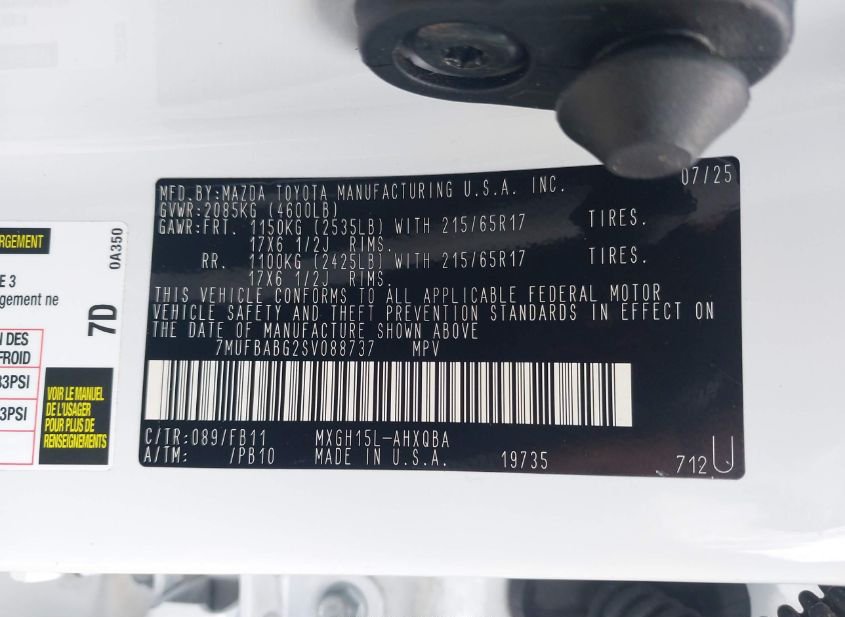 MFD.BY:MAZDA TOYOTA MANUFACTURING U.S.A. INC. 07/25
GVWR:2085KG (4600LB)
GAWR:FRT. 1150KG (2535LB) WITH 215/65R17 TIRES.
17X6 1/2J RIMS.
RR. 1100KG (2425LB) WITH 215/65R17 TIRES.
17X6 1/2J RIMS.
THIS VEHICLE CONFORMS TO ALL APPLICABLE FEDERAL MOTOR
VEHICLE SAFETY AND THEFT PREVENTION STANDARDS IN EFFECT ON
THE DATE OF MANUFACTURE SHOWN ABOVE
7MUFBABG2SV088737 MPV
C/TR:089/FB11 MXGH15L-AHXQBA
A/TM: /PB10 MADE IN U.S.A. 19735 712U
RGEMENT
E 3
gement ne
N DES
FROID
33PSI
3PSI
7D 0A350
VOIR LE MANUEL
DE L'USAGER
POUR PLUS DE
RENSEIGNEMENTS